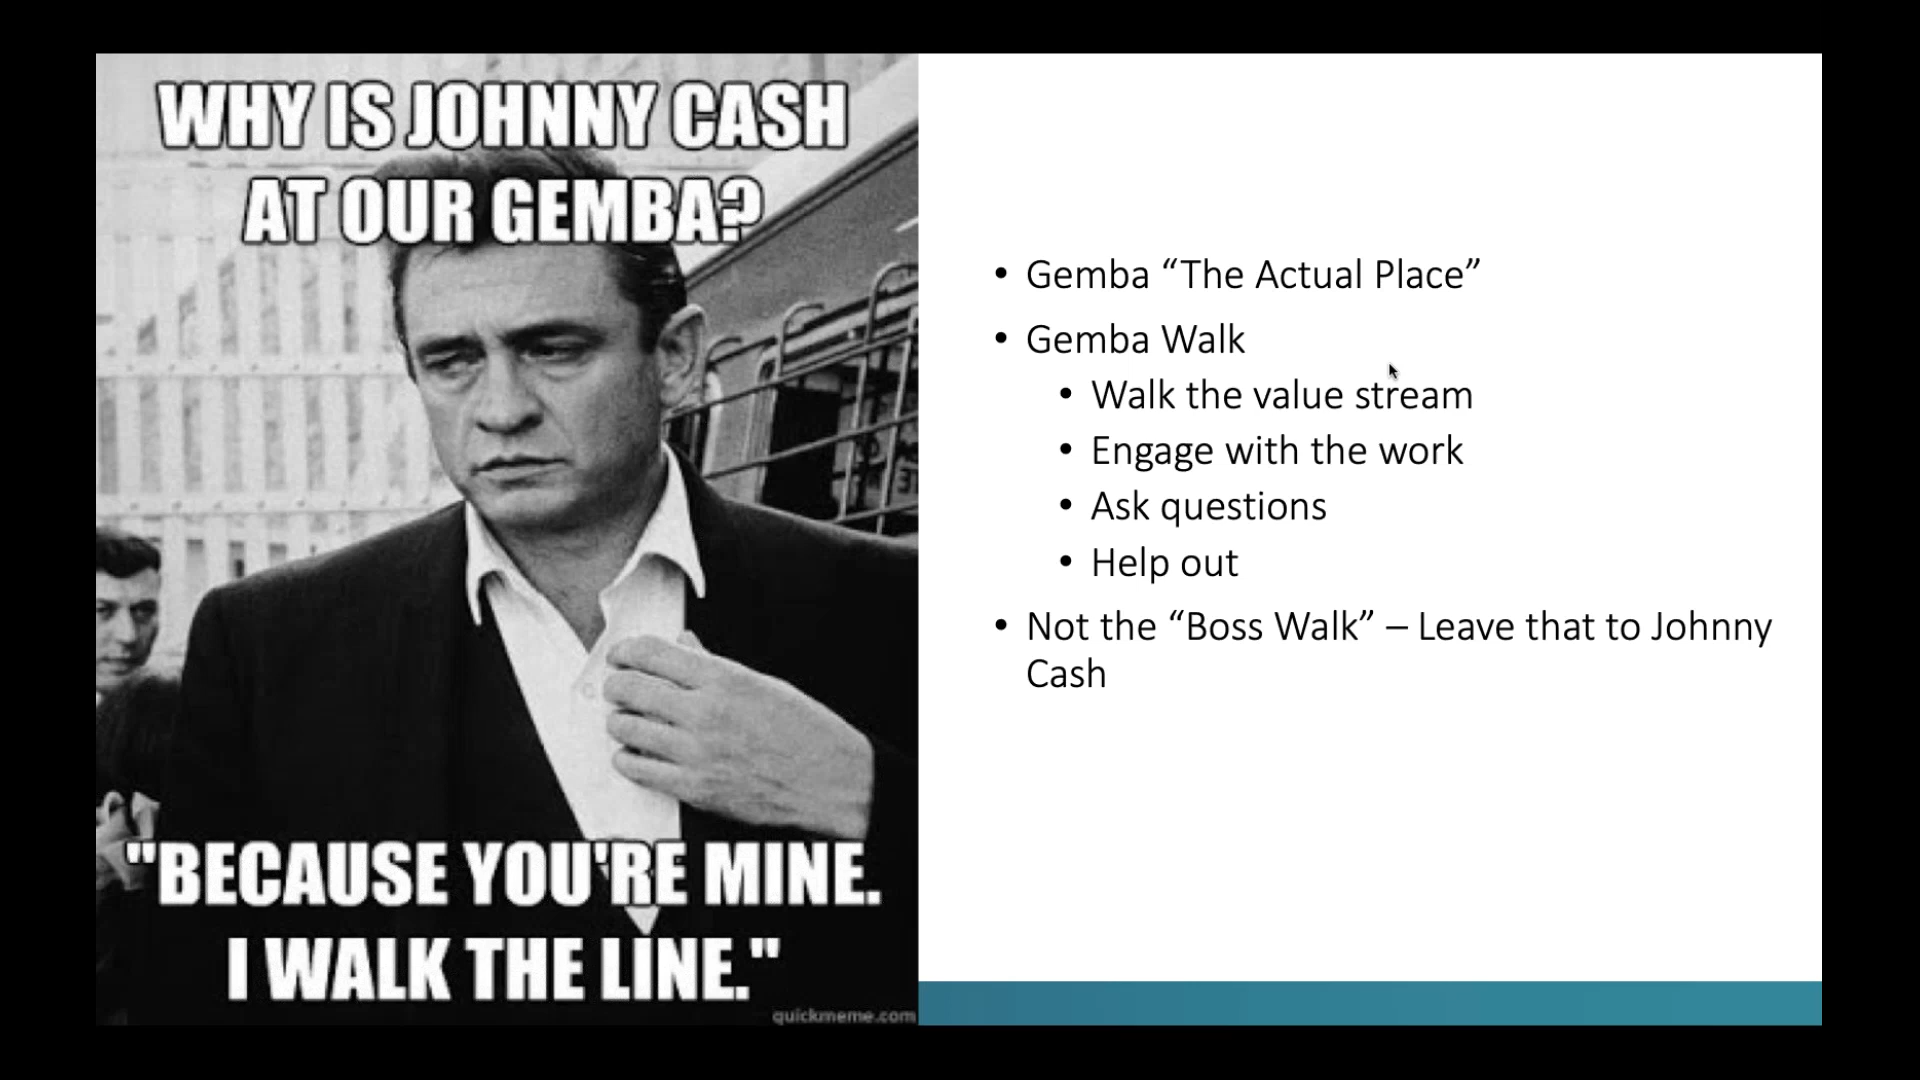 WHY IS JOHNNY CASH
AT OUR GEMBA?
"BECAUSE YOU'RE MINE.
I WALK THE LINE."
quickmeme.com
• Gemba “The Actual Place”
• Gemba Walk
• Walk the value stream
• Engage with the work
• Ask questions
• Help out
• Not the “Boss Walk” – Leave that to Johnny
Cash